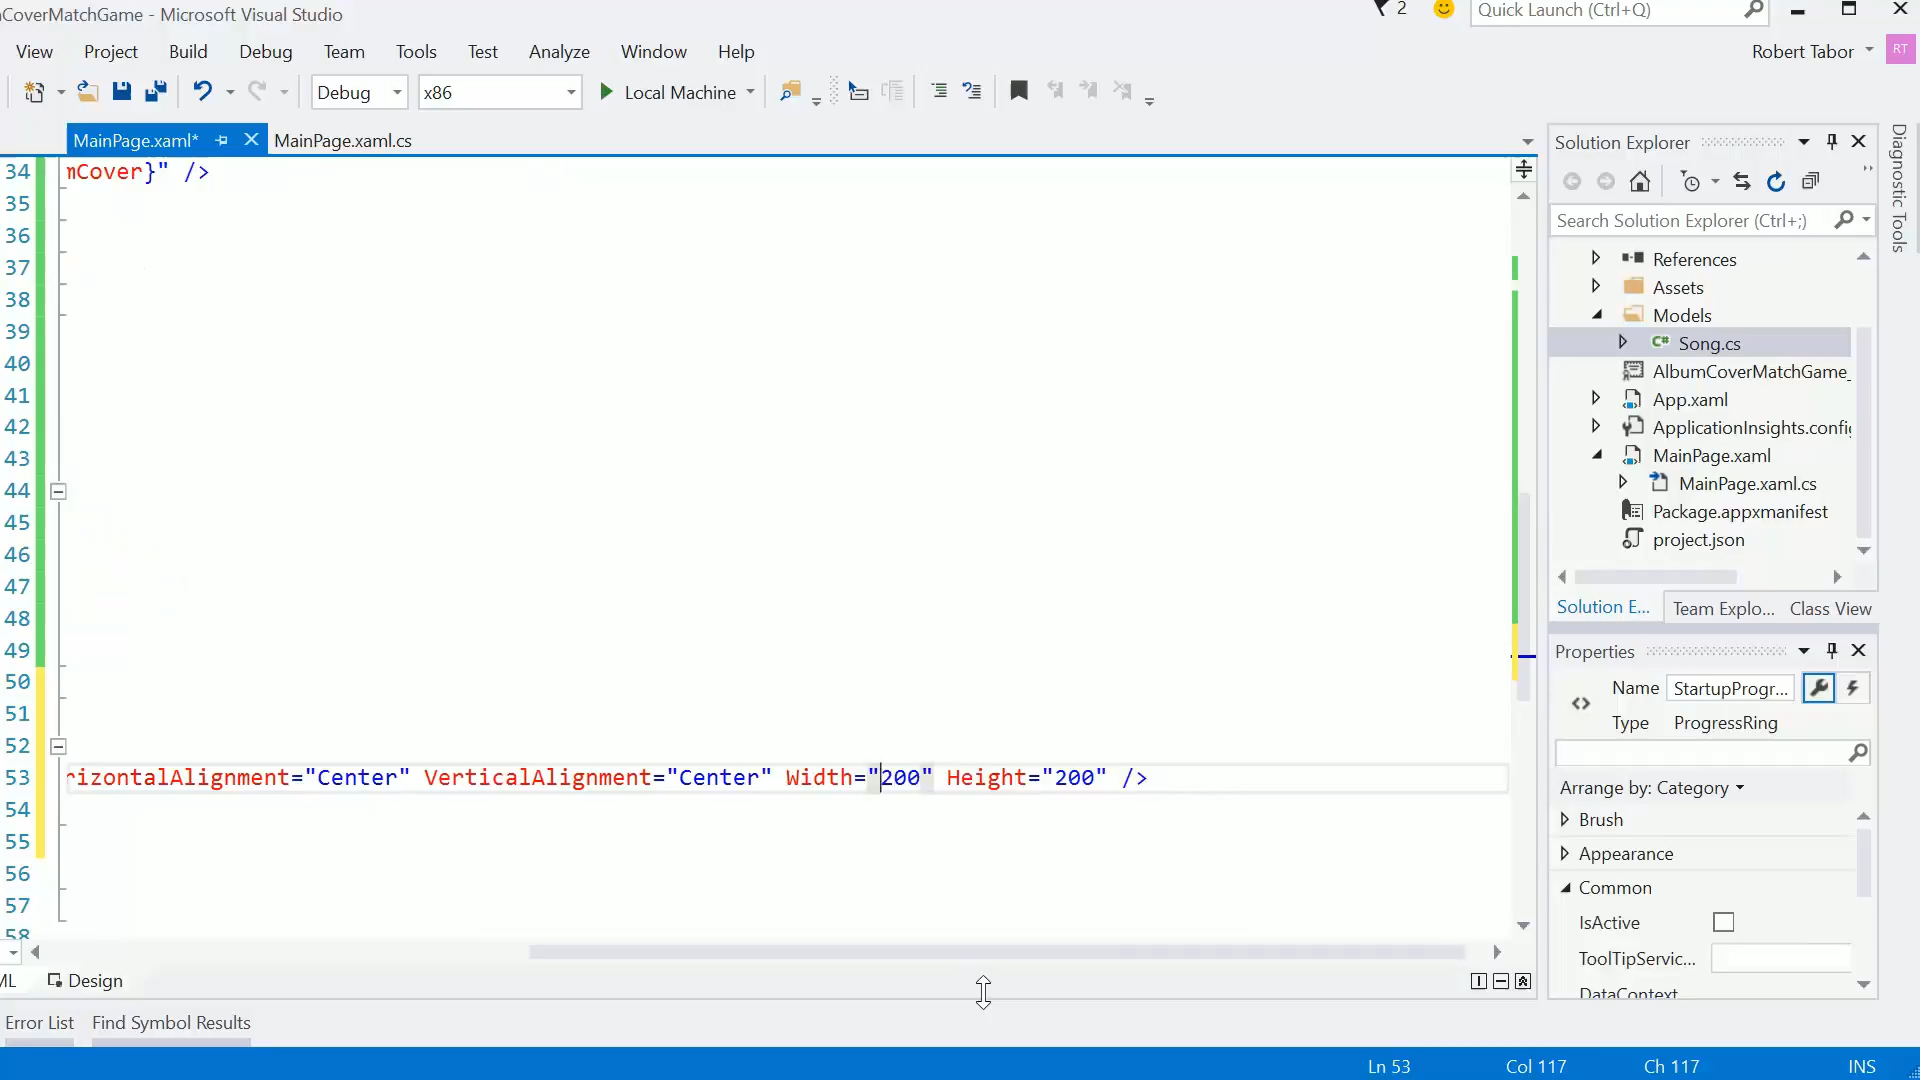 CoverMatchGame - Microsoft Visual Studio
2
Quick Launch (Ctrl+Q)
View Project Build Debug Team Tools Test Analyze Window Help
Robert Tabor RT
Debug x86 Local Machine
MainPage.xaml* MainPage.xaml.cs
34 mCover}" />
35
36
37
38
39
40
41
42
43
44
45
46
47
48
49
50
51
52
53 rizontalAlignment="Center" VerticalAlignment="Center" Width="200" Height="200" />
54
55
56
57
58
ML Design
Error List Find Symbol Results
Solution Explorer
Search Solution Explorer (Ctrl+;)
References
Assets
Models
C# Song.cs
AlbumCoverMatchGame_
App.xaml
ApplicationInsights.config
MainPage.xaml
MainPage.xaml.cs
Package.appxmanifest
project.json
Solution E... Team Explo... Class View
Properties
Name StartupProgr...
Type ProgressRing
Arrange by: Category
Brush
Appearance
Common
IsActive
ToolTipServic...
DataContext
Diagnostic Tools
Ln 53 Col 117 Ch 117 INS